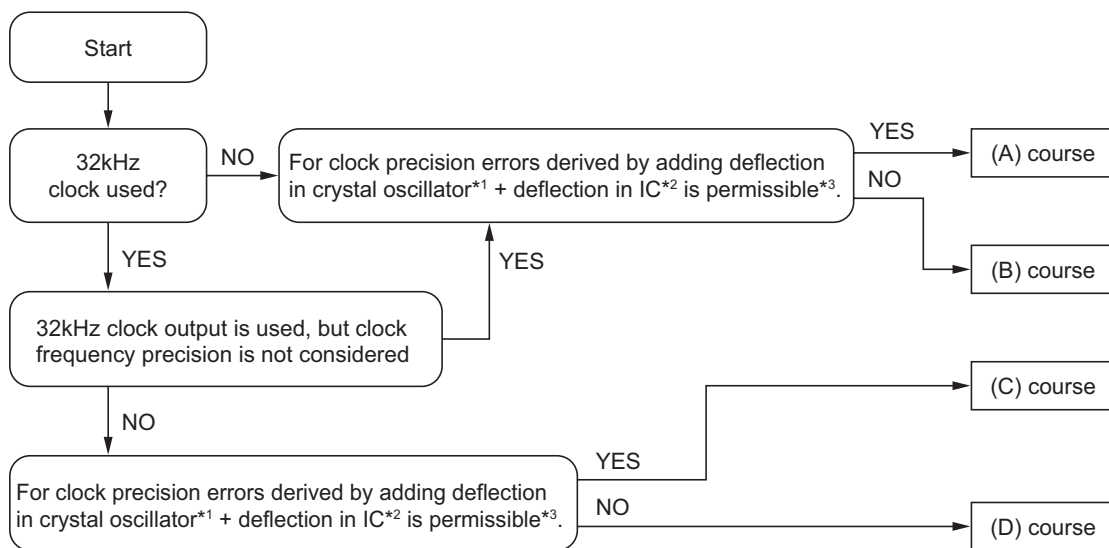 Start
32kHz
clock used?
NO
For clock precision errors derived by adding deflection
in crystal oscillator*1 + deflection in IC*2 is permissible*3.
YES
(A) course
NO
(B) course
YES
YES
32kHz clock output is used, but clock
frequency precision is not considered
NO
For clock precision errors derived by adding deflection
in crystal oscillator*1 + deflection in IC*2 is permissible*3.
YES
(C) course
NO
(D) course